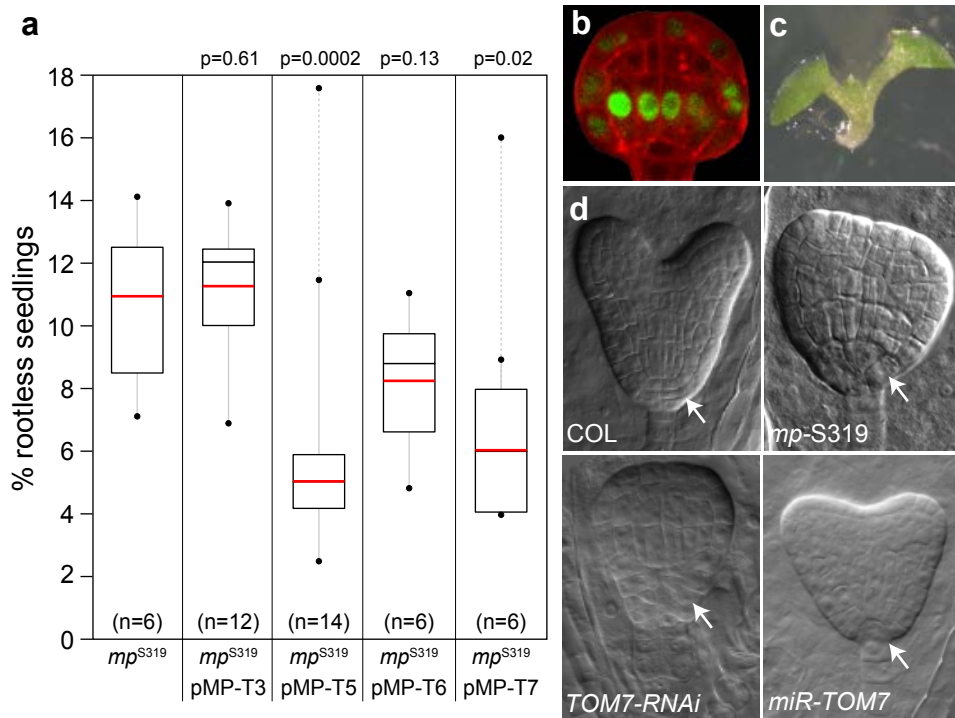 a
p=0.61 p=0.0002 p=0.13 p=0.02
18
16
14
12
10
8
6
4
2
0
% rootless seedlings
(n=6) (n=12) (n=14) (n=6) (n=6)
mpS319 mpS319 mpS319 mpS319 mpS319
pMP-T3 pMP-T5 pMP-T6 pMP-T7
b
c
d
COL
mp-S319
TOM7-RNAi
miR-TOM7